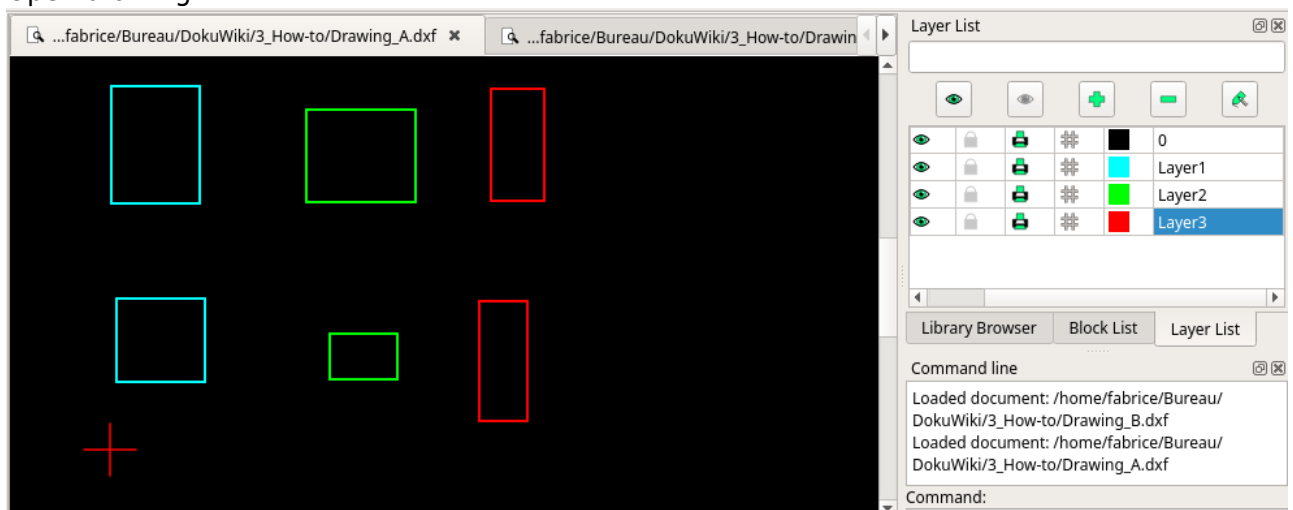 ...fabrice/Bureau/DokuWiki/3_How-to/Drawing_A.dxf
...fabrice/Bureau/DokuWiki/3_How-to/Drawin
Layer List
0
Layer1
Layer2
Layer3
Library Browser
Block List
Layer List
Command line
Loaded document: /home/fabrice/Bureau/
DokuWiki/3_How-to/Drawing_B.dxf
Loaded document: /home/fabrice/Bureau/
DokuWiki/3_How-to/Drawing_A.dxf
Command: